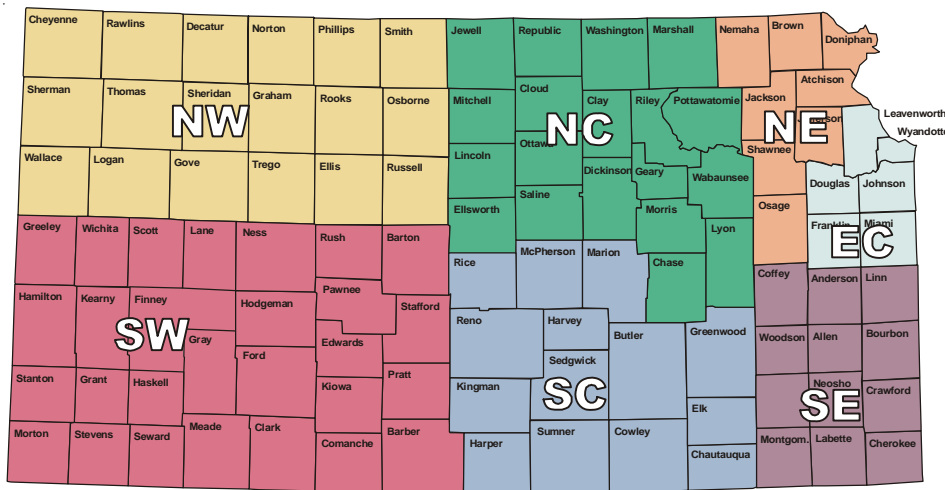 Cheyenne
Rawlins
Decatur
Norton
Phillips
Smith
Jewell
Republic
Washington
Marshall
Nemaha
Brown
Doniphan
Sherman
Thomas
Sheridan
Graham
Rooks
Osborne
Mitchell
Cloud
Clay
Riley
Pottawatomie
Jackson
Atchison
Jefferson
Leavenworth
Wyandotte
NW
NC
NE
Wallace
Logan
Gove
Trego
Ellis
Russell
Lincoln
Ottawa
Dickinson
Geary
Wabaunsee
Shawnee
Douglas
Johnson
Ellsworth
Saline
Morris
Lyon
Osage
Franklin
Miami
EC
Greeley
Wichita
Scott
Lane
Ness
Rush
Barton
Rice
McPherson
Marion
Chase
Coffey
Anderson
Linn
Hamilton
Kearny
Finney
Hodgeman
Pawnee
Stafford
Reno
Harvey
Butler
Greenwood
Woodson
Allen
Bourbon
SW
Gray
Ford
Edwards
Sedgwick
Stanton
Grant
Haskell
Kiowa
Pratt
Kingman
SC
Elk
Neosho
Crawford
SE
Morton
Stevens
Seward
Meade
Clark
Comanche
Barber
Harper
Sumner
Cowley
Chautauqua
Montgom.
Labette
Cherokee